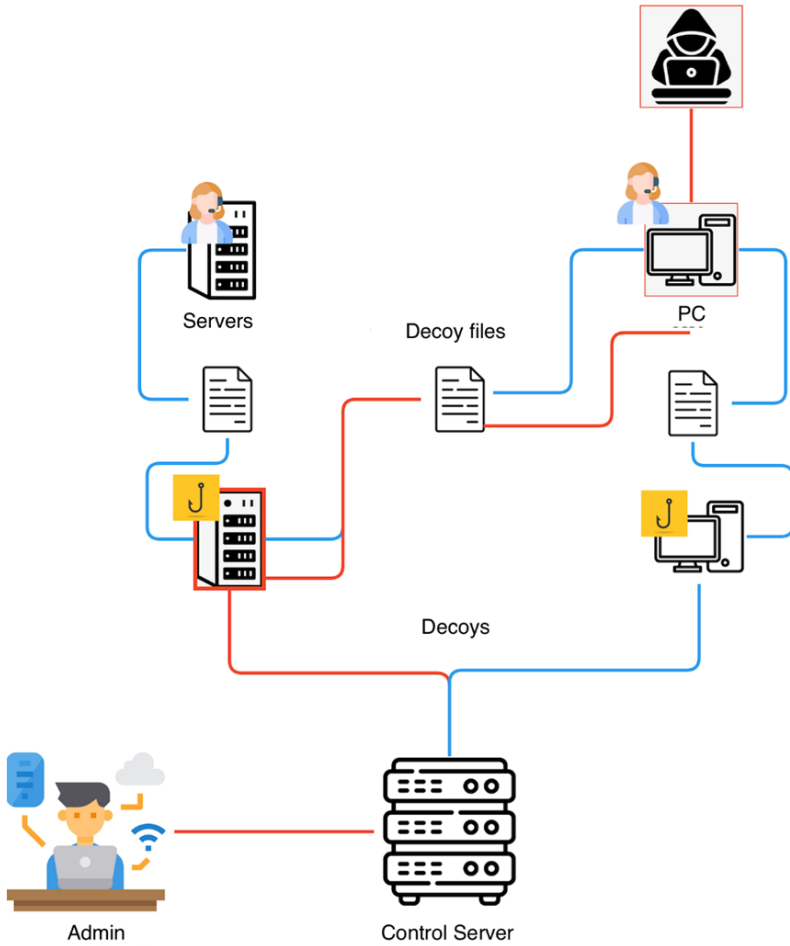 Servers
Decoy files
PC
Decoys
Admin
Control Server